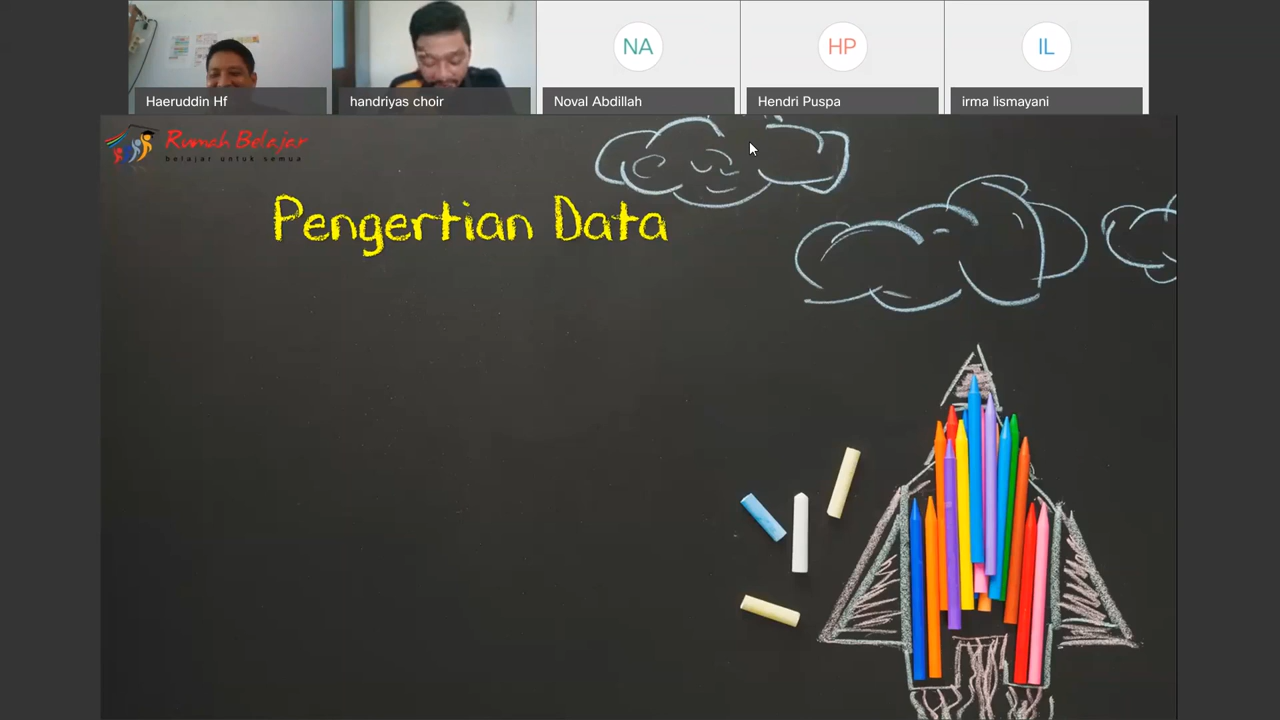 NA
HP
IL
Haeruddin Hf
handriyas choir
Noval Abdillah
Hendri Puspa
irma lismayani
Rumah Belajar
belajar untuk semua
Pengertian Data